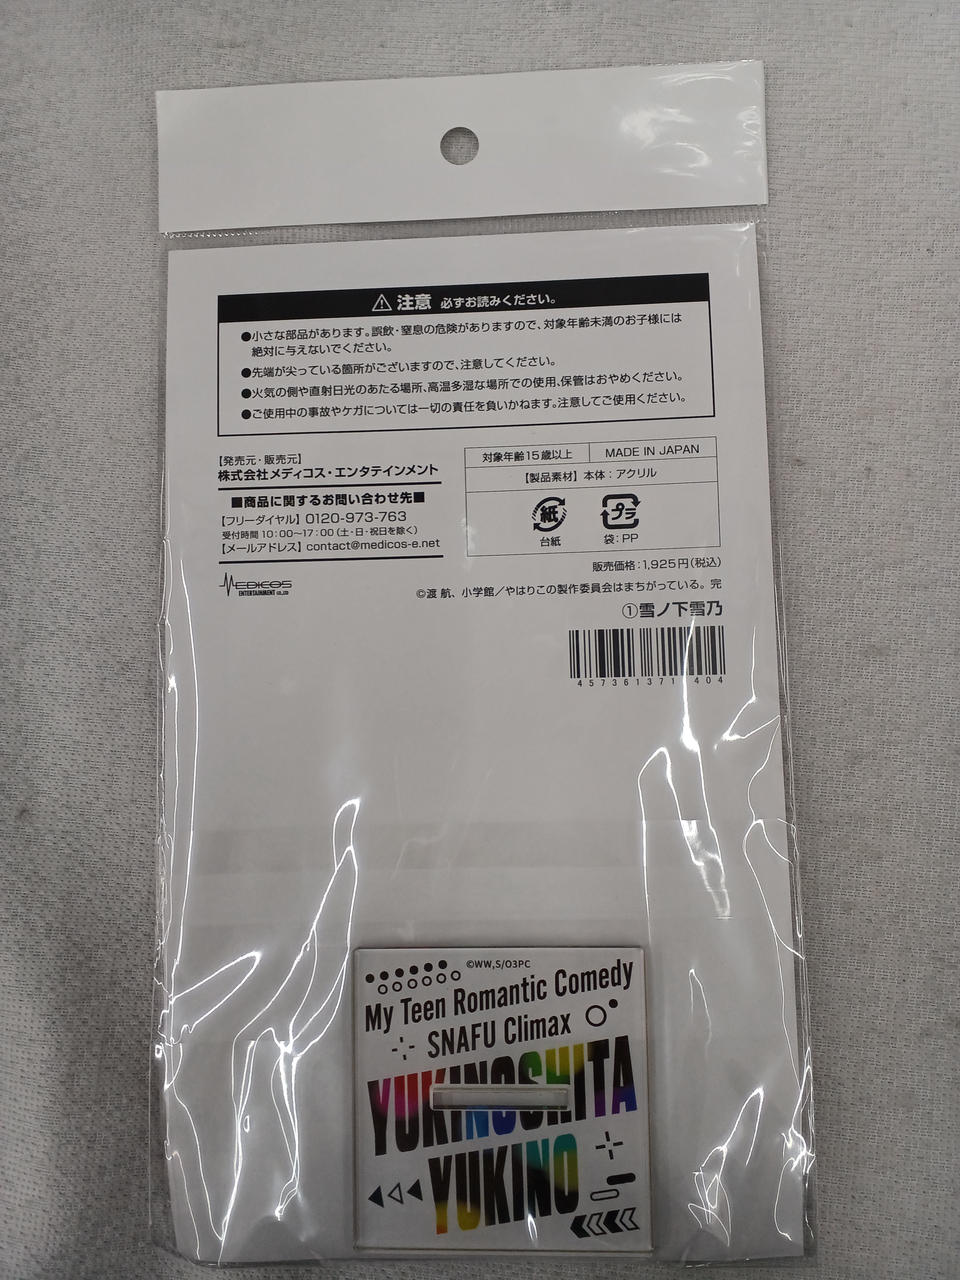 ⚠ 注意 必ずお読みください。
●小さな部品があります。誤飲・窒息の危険がありますので、対象年齢未満のお子様には
絶対に与えないでください。
●先端が尖っている箇所がございますので、注意してください。
●火気の側や直射日光のあたる場所、高温多湿な場所での使用、保管はおやめください。
●ご使用中の事故やケガについては一切の責任を負いかねます。注意してご使用ください。
【発売元・販売元】
株式会社メディコス・エンタテインメント
■商品に関するお問い合わせ先■
【フリーダイヤル】0120-973-763
受付時間10:00~17:00(土・日・祝日を除く)
【メールアドレス】contact@medicos-e.net
MEDICOS
ENTERTAINMENT CO.,LTD
対象年齢15歳以上 MADE IN JAPAN
【製品素材】本体:アクリル
紙 プラ
台紙 袋:PP
販売価格:1,925円(税込)
©渡 航、小学館/やはりこの製作委員会はまちがっている。完
①雪ノ下雪乃
4 573613 71 404
©WW,S/O3PC
My Teen Romantic Comedy
SNAFU Climax
YUKINOSHITA
YUKINO